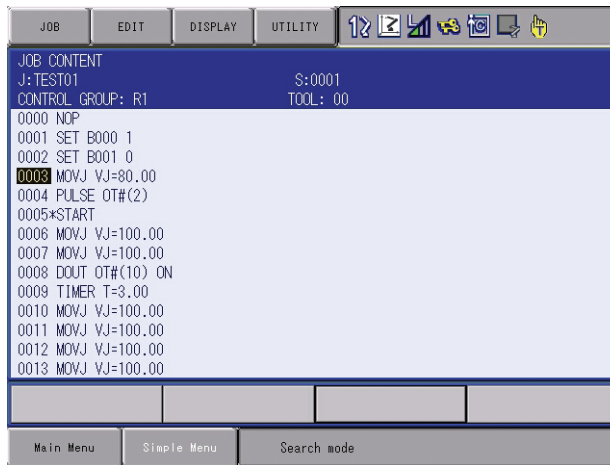 JOB EDIT DISPLAY UTILITY
JOB CONTENT
J:TEST01 S:0001
CONTROL GROUP: R1 TOOL: 00
0000 NOP
0001 SET B000 1
0002 SET B001 0
0003 MOVJ VJ=80.00
0004 PULSE OT#(2)
0005*START
0006 MOVJ VJ=100.00
0007 MOVJ VJ=100.00
0008 DOUT OT#(10) ON
0009 TIMER T=3.00
0010 MOVJ VJ=100.00
0011 MOVJ VJ=100.00
0012 MOVJ VJ=100.00
0013 MOVJ VJ=100.00
Main Menu Simple Menu Search mode